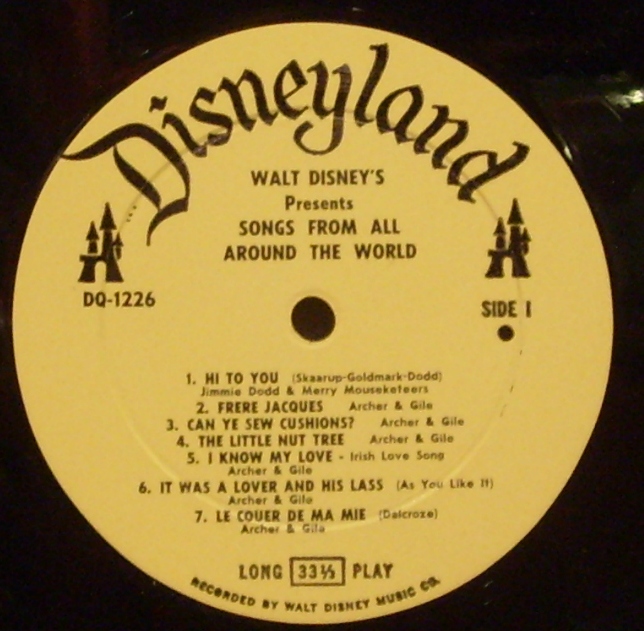 Disneyland
WALT DISNEY'S
Presents
SONGS FROM ALL
AROUND THE WORLD
DQ-1226
SIDE 1
1. HI TO YOU (Skaarup-Goldmark-Dodd)
Jimmie Dodd & Merry Mouseketeers
2. FRERE JACQUES Archer & Gile
3. CAN YE SEW CUSHIONS? Archer & Gile
4. THE LITTLE NUT TREE Archer & Gile
5. I KNOW MY LOVE - Irish Love Song
Archer & Gile
6. IT WAS A LOVER AND HIS LASS (As You Like It)
Archer & Gile
7. LE COUER DE MA MIE (Dalcroze)
Archer & Gile
LONG 33⅓ PLAY
RECORDED BY WALT DISNEY MUSIC CO.